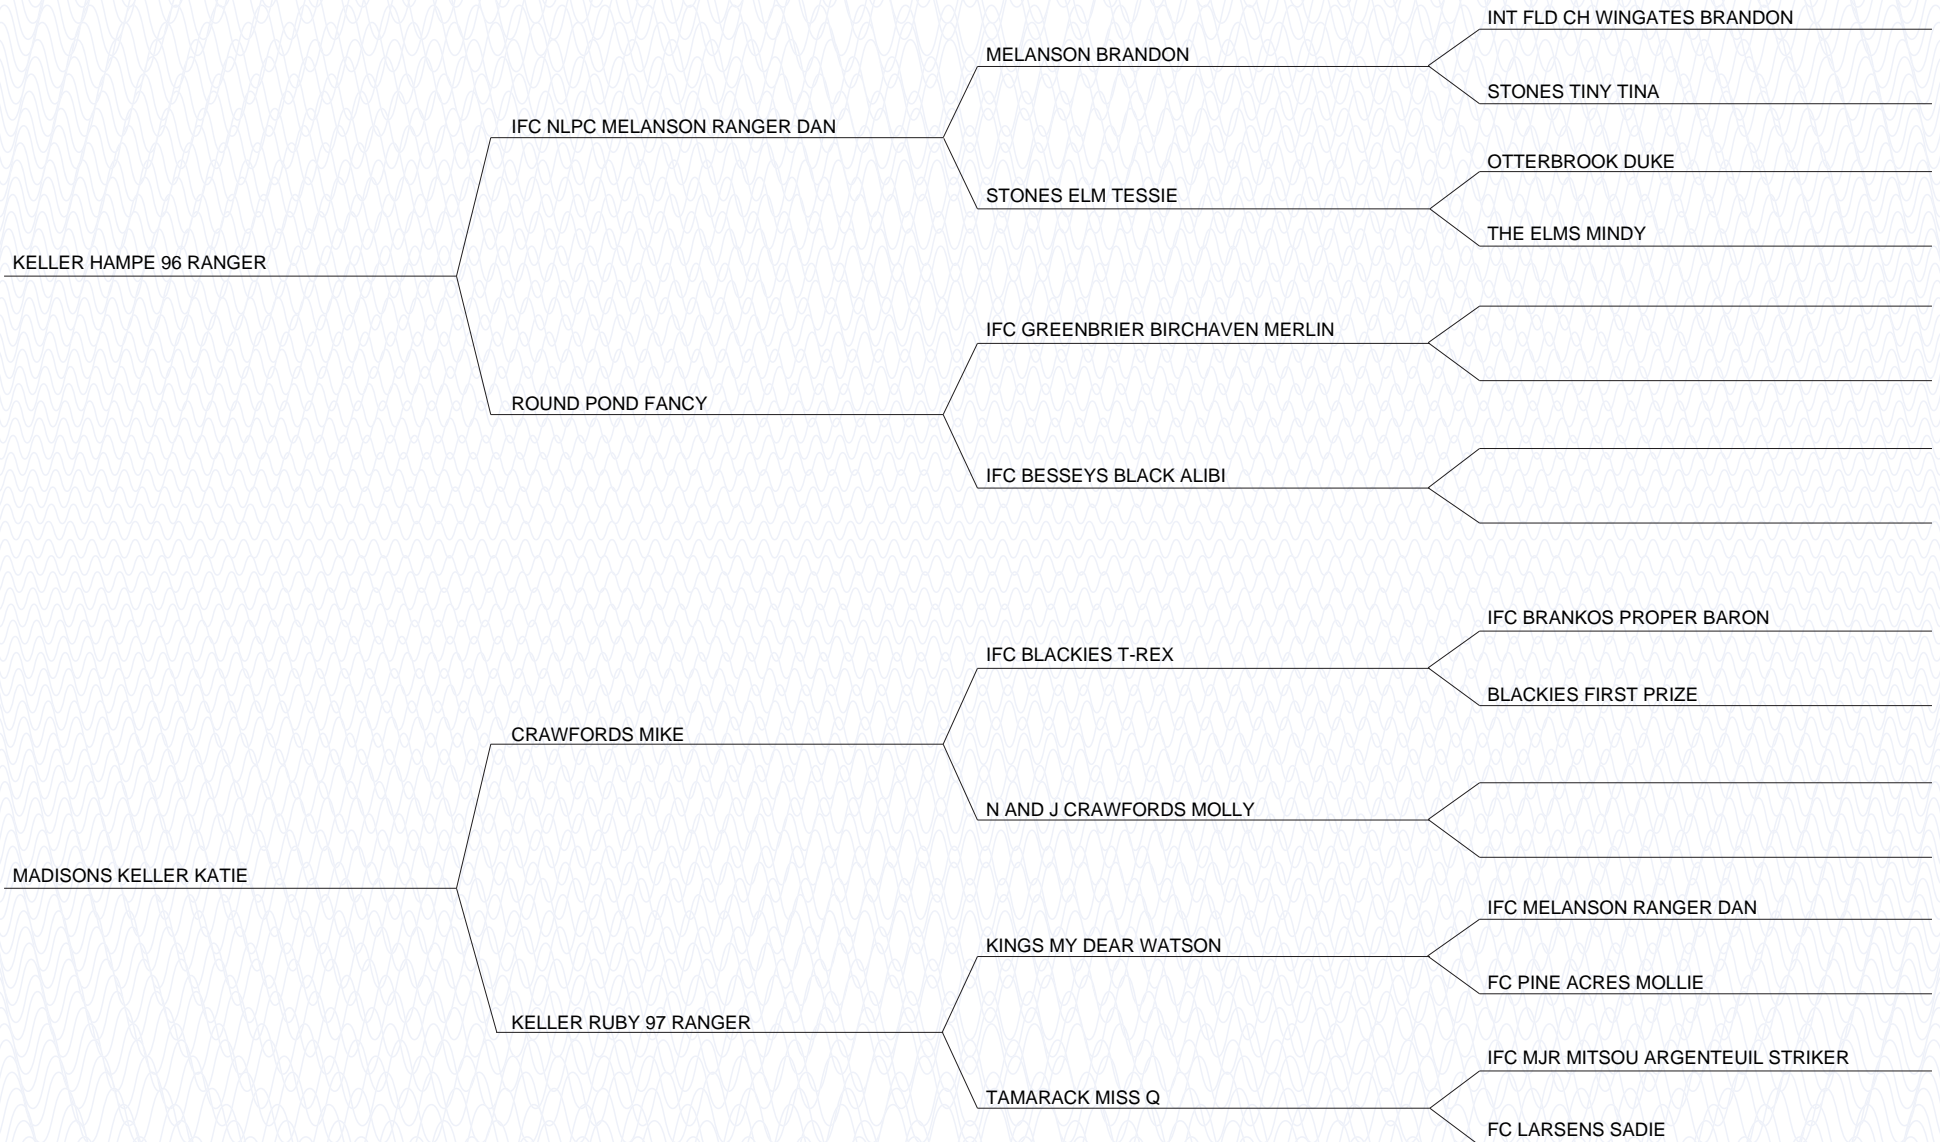 INT FLD CH WINGATES BRANDON
MELANSON BRANDON
STONES TINY TINA
IFC NLPC MELANSON RANGER DAN
OTTERBROOK DUKE
STONES ELM TESSIE
THE ELMS MINDY
KELLER HAMPE 96 RANGER
IFC GREENBRIER BIRCHAVEN MERLIN
ROUND POND FANCY
IFC BESSEYS BLACK ALIBI
IFC BRANKOS PROPER BARON
IFC BLACKIES T-REX
BLACKIES FIRST PRIZE
CRAWFORDS MIKE
N AND J CRAWFORDS MOLLY
MADISONS KELLER KATIE
IFC MELANSON RANGER DAN
KINGS MY DEAR WATSON
FC PINE ACRES MOLLIE
KELLER RUBY 97 RANGER
IFC MJR MITSOU ARGENTEUIL STRIKER
TAMARACK MISS Q
FC LARSENS SADIE